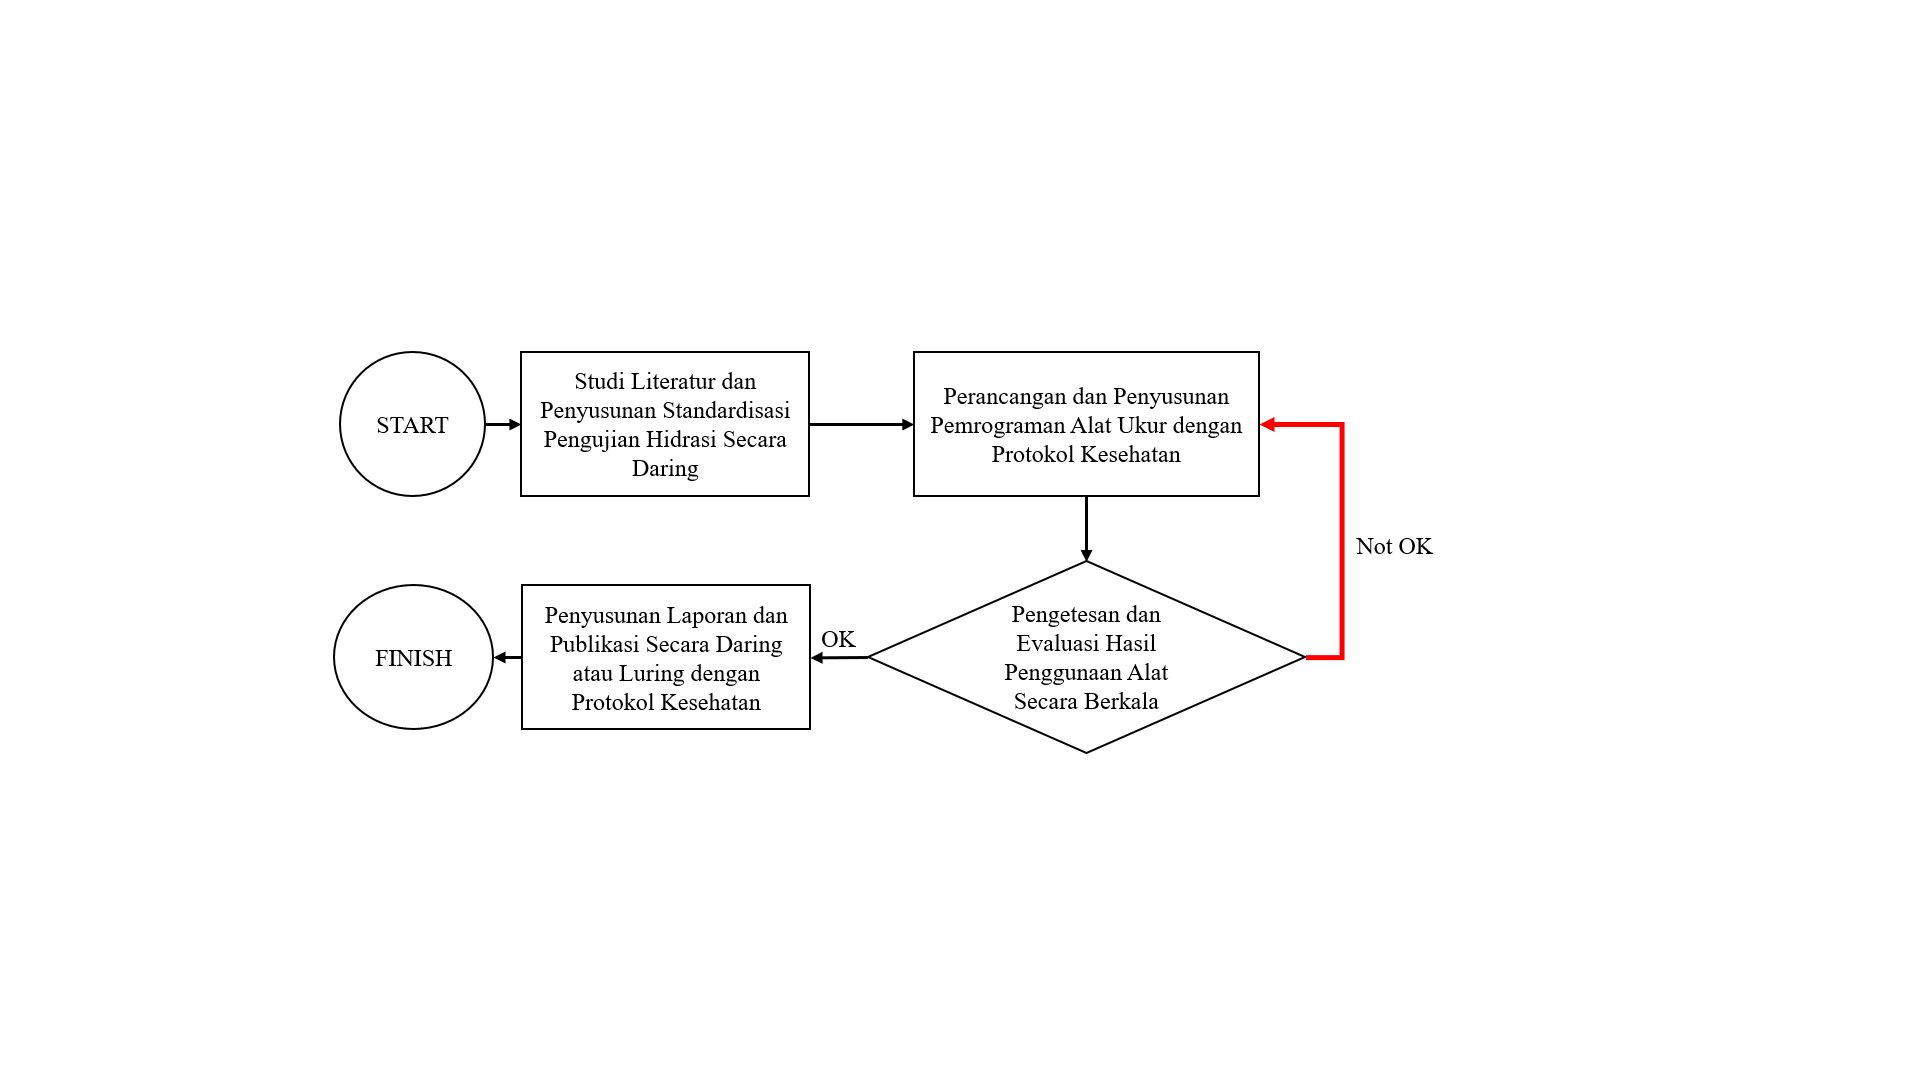 START
Studi Literatur dan
Penyusunan Standardisasi
Pengujian Hidrasi Secara
Daring
Perancangan dan Penyusunan
Pemrograman Alat Ukur dengan
Protokol Kesehatan
Not OK
Pengetesan dan
Evaluasi Hasil
Penggunaan Alat
Secara Berkala
OK
Penyusunan Laporan dan
Publikasi Secara Daring
atau Luring dengan
Protokol Kesehatan
FINISH